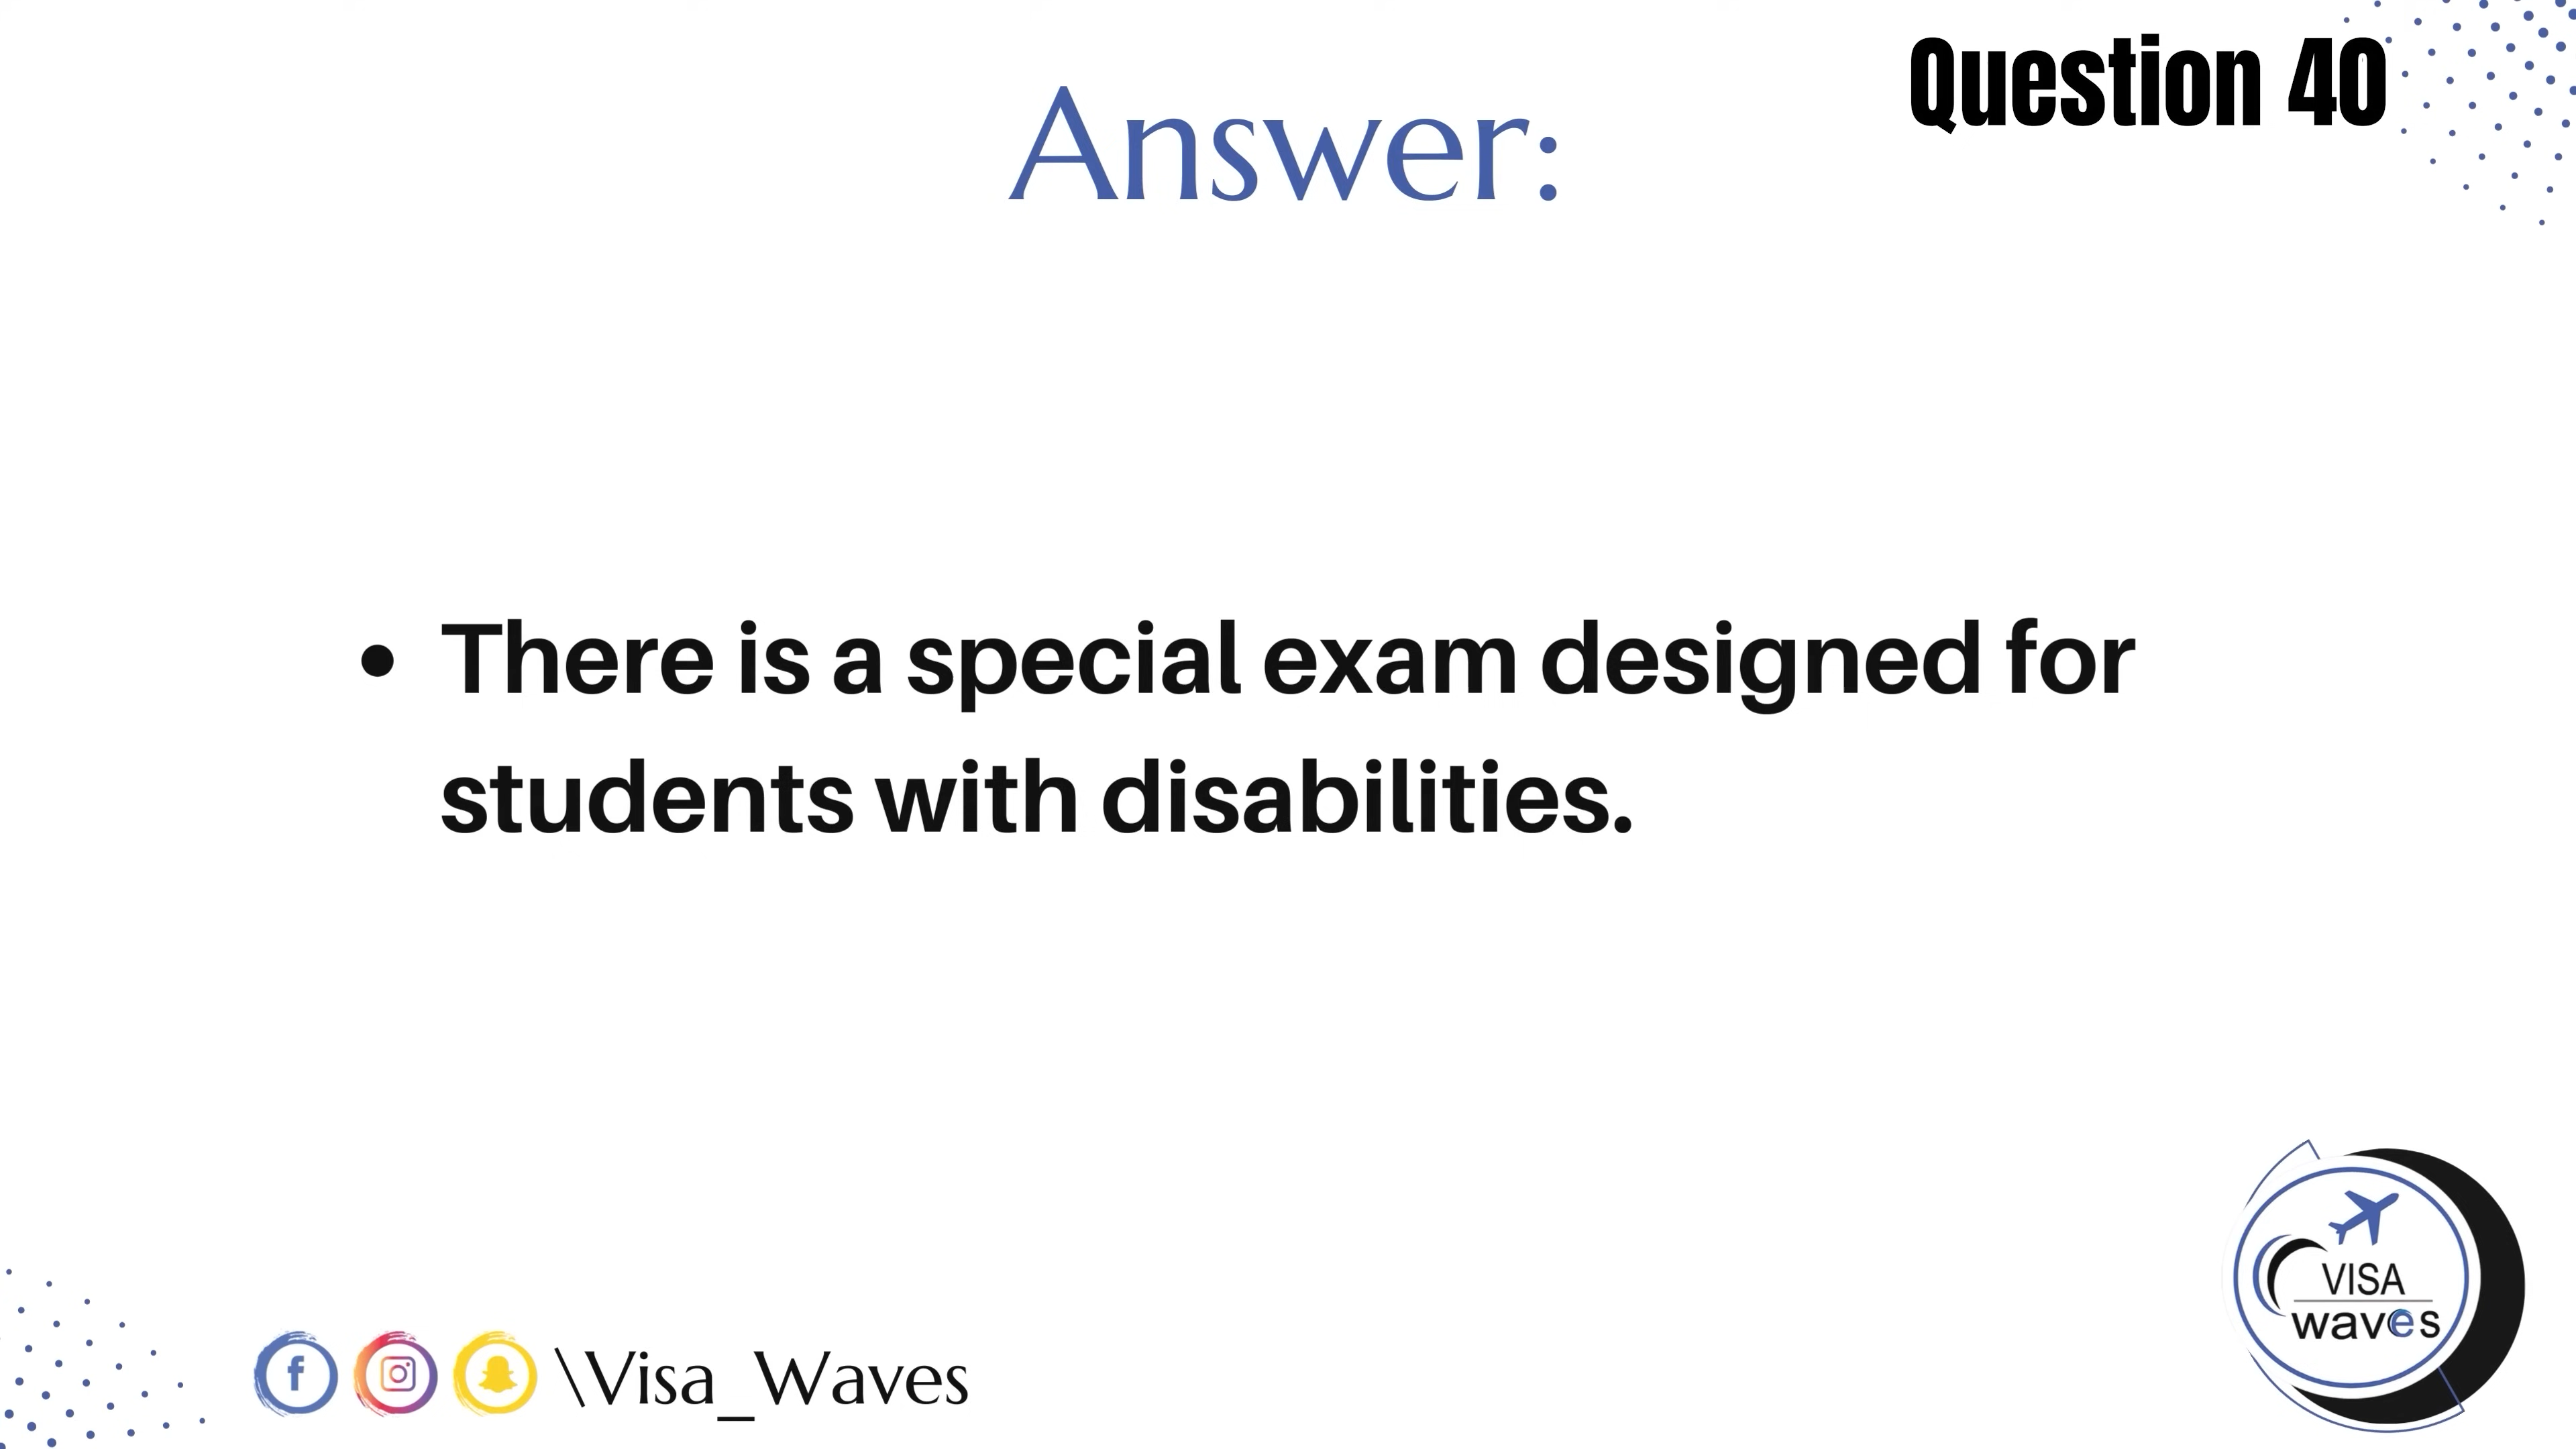 Question 40
Answer:
• There is a special exam designed for
students with disabilities.
VISA
waves
\Visa_Waves